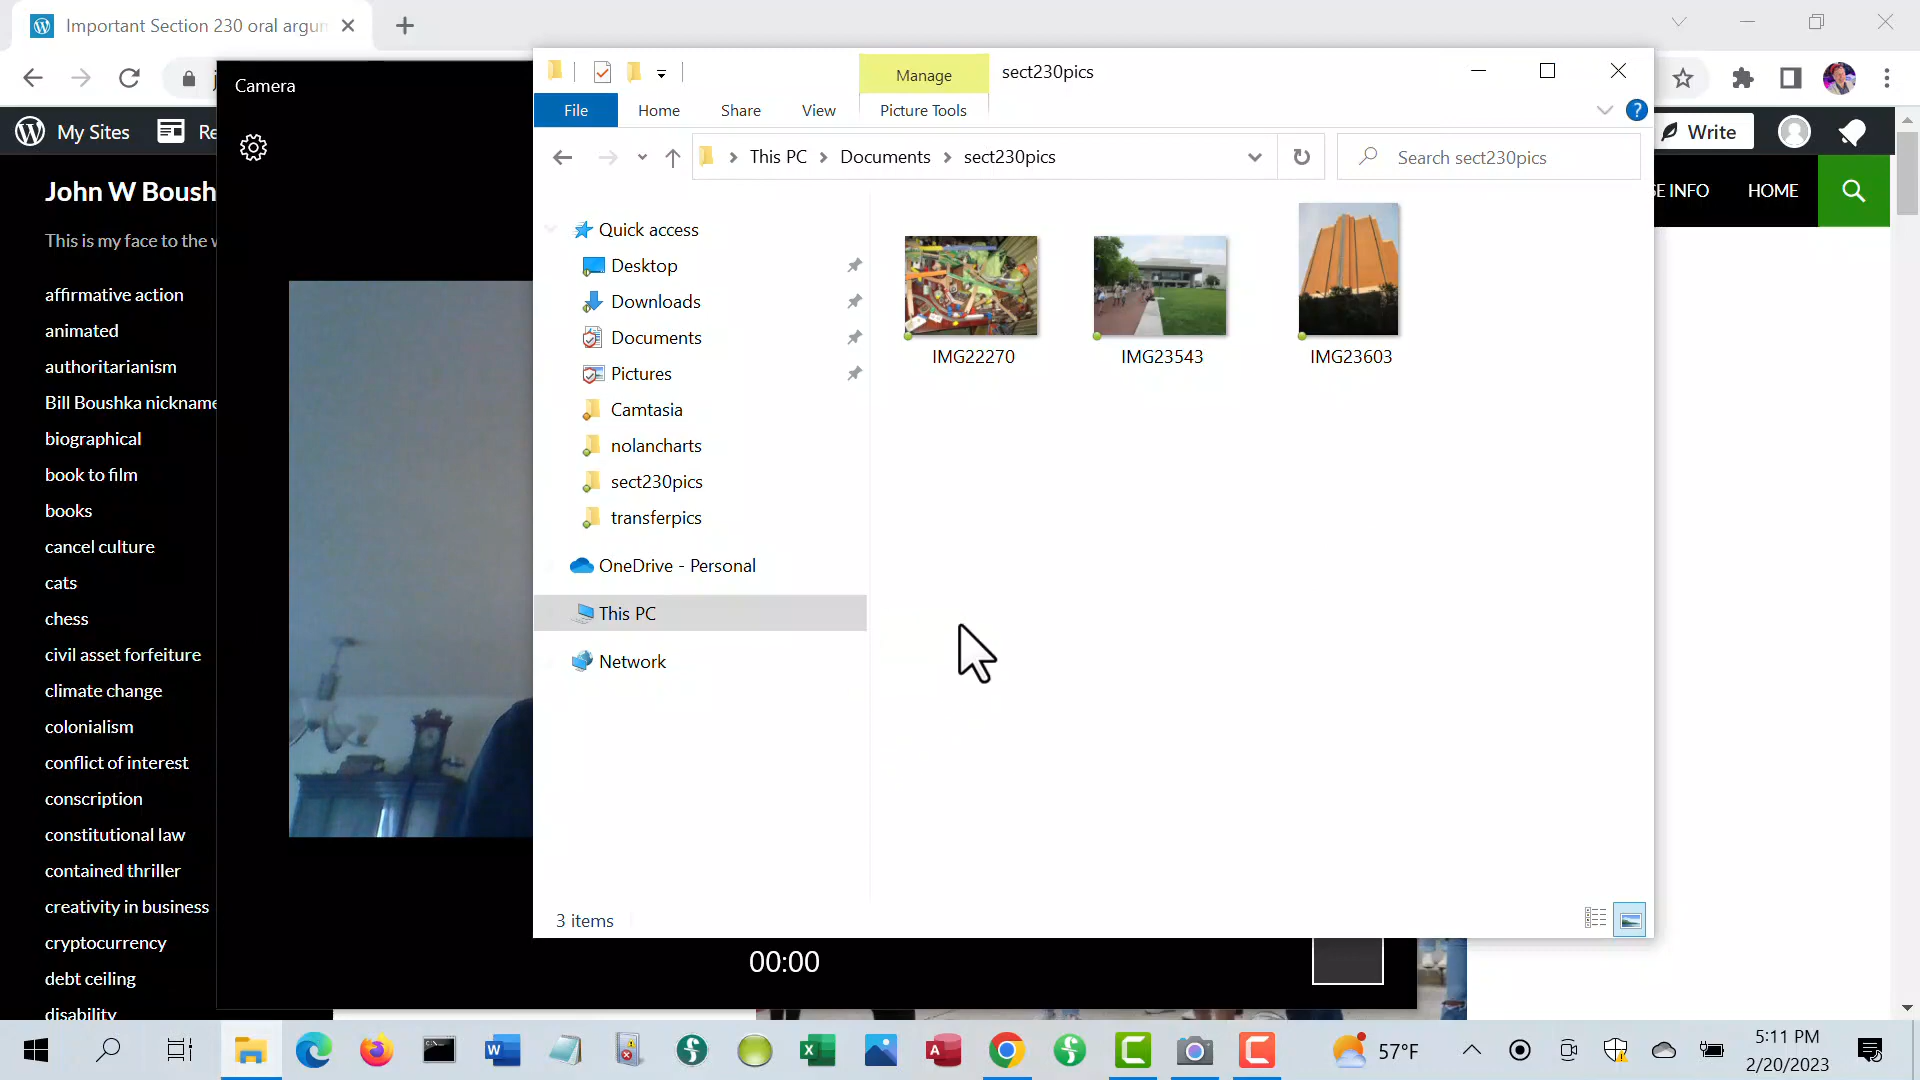 Important Section 230 oral argun
Camera
Manage
sect230pics
File
Home
Share
View
Picture Tools
This PC
Documents
sect230pics
Search sect230pics
My Sites
Re
Write
John W Boush
This is my face to the w
SE INFO
HOME
affirmative action
animated
authoritarianism
Bill Boushka nickname
biographical
book to film
books
cancel culture
cats
chess
civil asset forfeiture
climate change
colonialism
conflict of interest
conscription
constitutional law
contained thriller
creativity in business
cryptocurrency
debt ceiling
disability
Quick access
Desktop
Downloads
Documents
Pictures
Camtasia
nolancharts
sect230pics
transferpics
OneDrive - Personal
This PC
Network
IMG22270
IMG23543
IMG23603
3 items
00:00
57°F
5:11 PM
2/20/2023